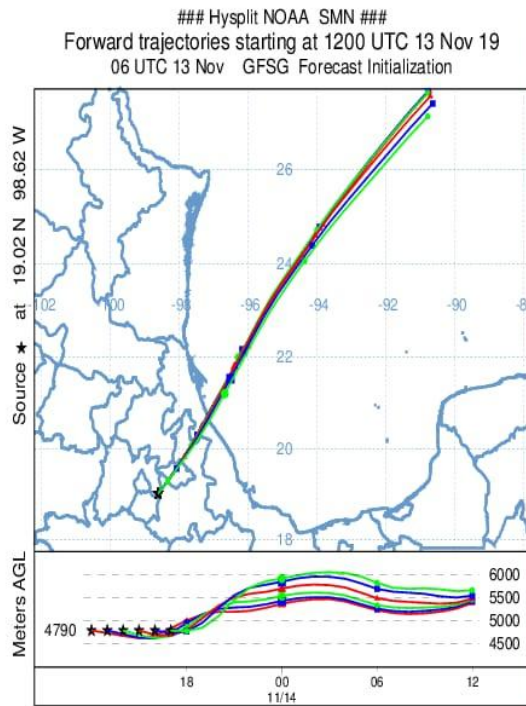 ### Hysplit NOAA SMN ###
Forward trajectories starting at 1200 UTC 13 Nov 19
06 UTC 13 Nov GFSG Forecast Initialization
Source ★ at 19.02 N 98.62 W
26
24
-102 -100 -98 -96 -94 -92 -90
22
20
18
Meters AGL
4790
6000
5500
5000
4500
18 00 06 12
11/14